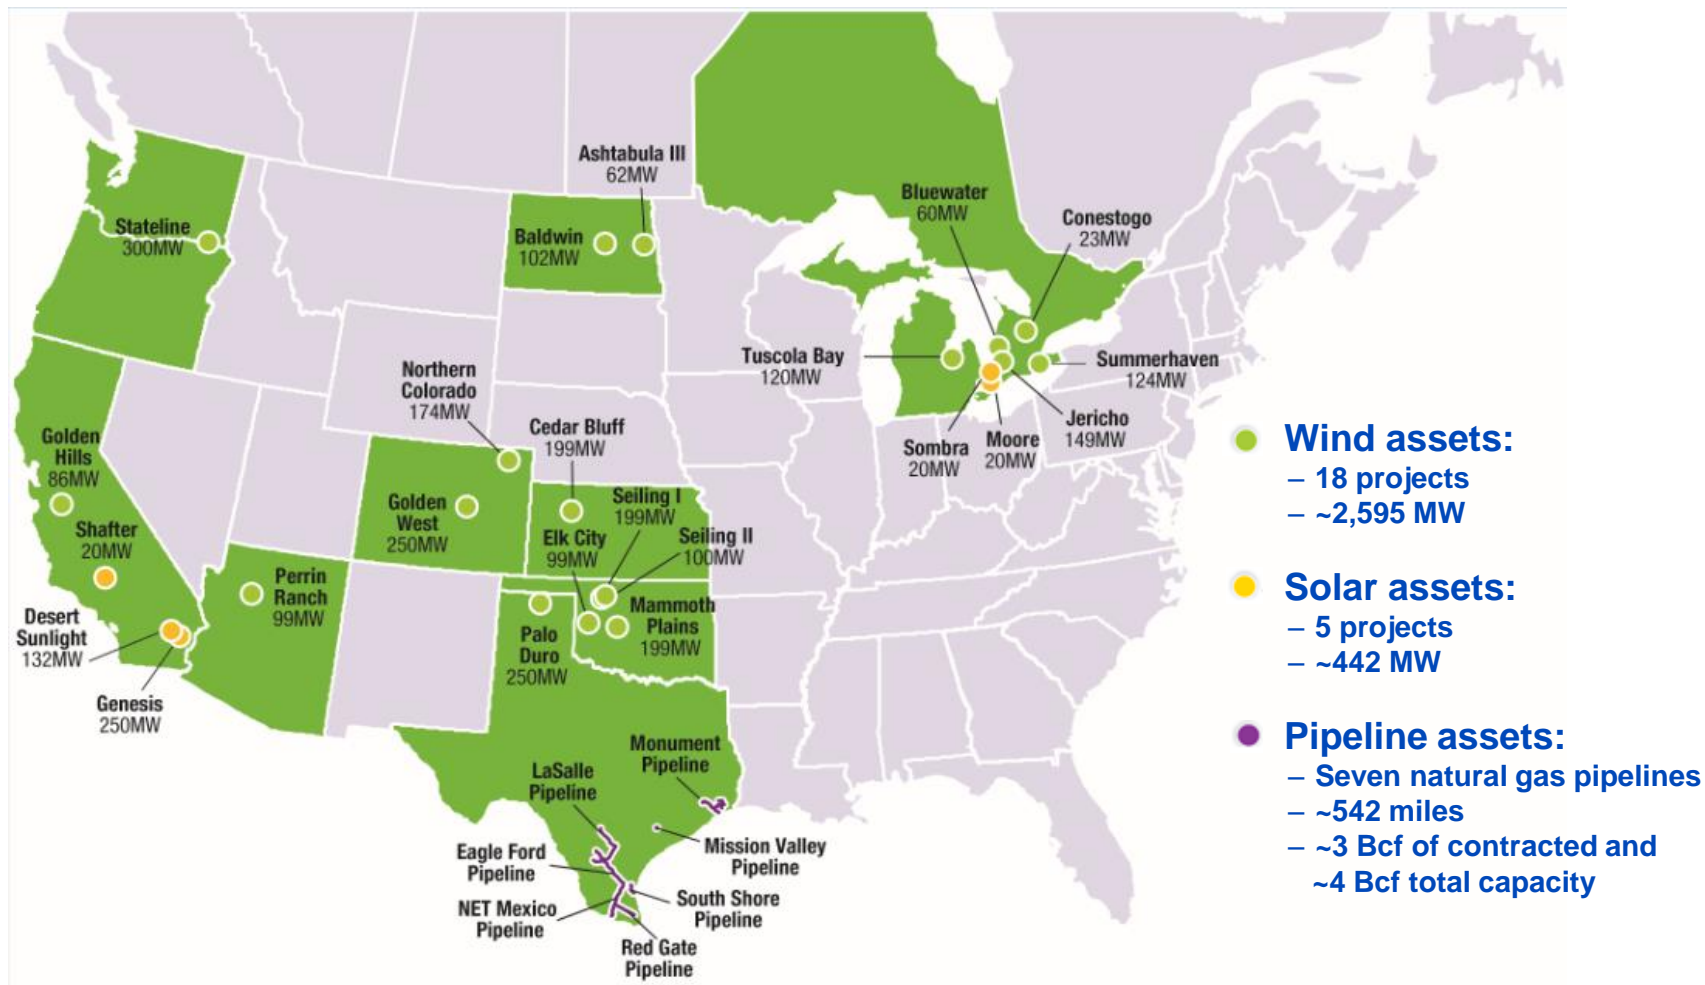 Ashtabula III
62MW
Bluewater
60MW
Conestogo
23MW
Stateline
300MW
Baldwin
102MW
Tuscola Bay
120MW
Summerhaven
124MW
Northern
Colorado
174MW
Cedar Bluff
199MW
Jericho
149MW
Sombra
20MW
Moore
20MW
Golden
Hills
86MW
Golden
West
250MW
Seiling I
199MW
Elk City
99MW
Seiling II
100MW
Shafter
20MW
Perrin
Ranch
99MW
Mammoth
Plains
199MW
Desert
Sunlight
132MW
Palo
Duro
250MW
Genesis
250MW
Monument
Pipeline
LaSalle
Pipeline
Mission Valley
Pipeline
Eagle Ford
Pipeline
South Shore
Pipeline
NET Mexico
Pipeline
Red Gate
Pipeline
Wind assets:
– 18 projects
– ~2,595 MW
Solar assets:
– 5 projects
– ~442 MW
Pipeline assets:
– Seven natural gas pipelines
– ~542 miles
– ~3 Bcf of contracted and
~4 Bcf total capacity